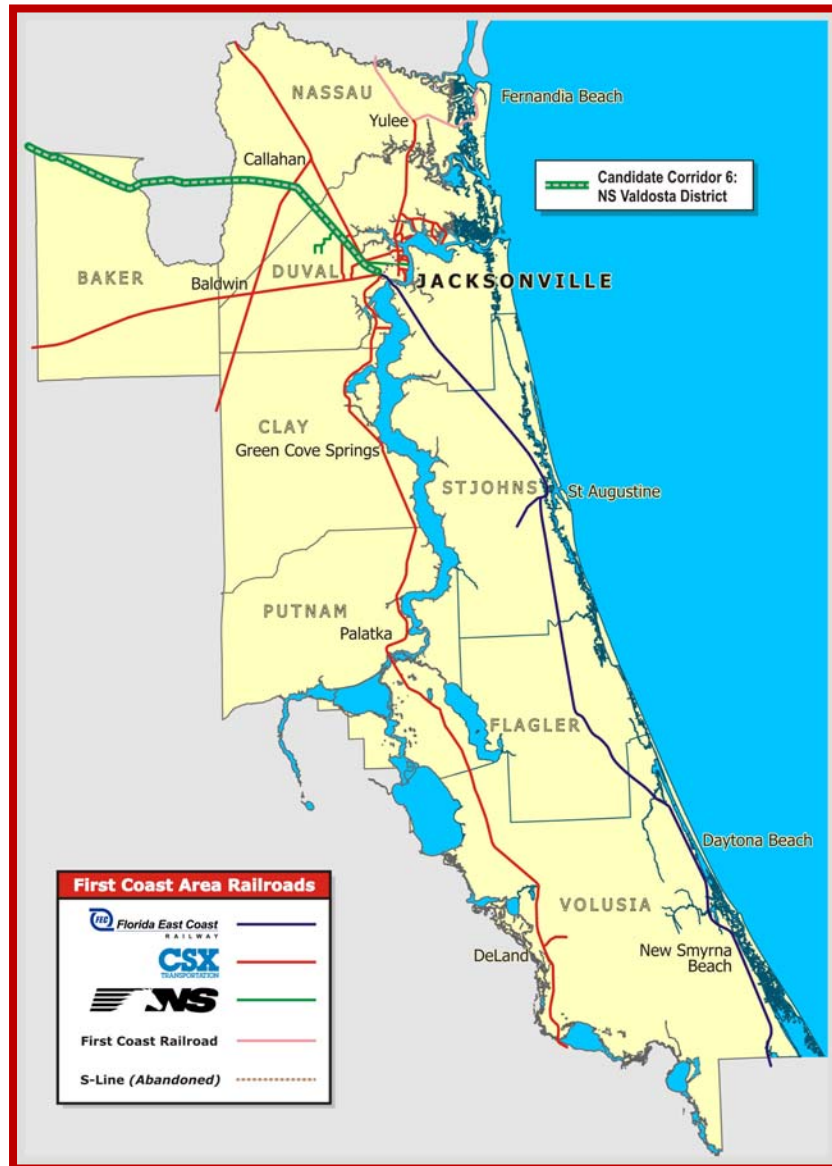 NASSAU
Fernandia Beach
Yulee
Callahan
Candidate Corridor 6:
NS Valdosta District
BAKER
Baldwin
DUVAL
JACKSONVILLE
CLAY
Green Cove Springs
STJOHNS
St Augustine
PUTNAM
Palatka
FLAGLER
Daytona Beach
VOLUSIA
DeLand
New Smyrna
Beach
First Coast Area Railroads
FEC Florida East Coast
RAILWAY
CSX
TRANSPORTATION
NS
First Coast Railroad
S-Line (Abandoned)